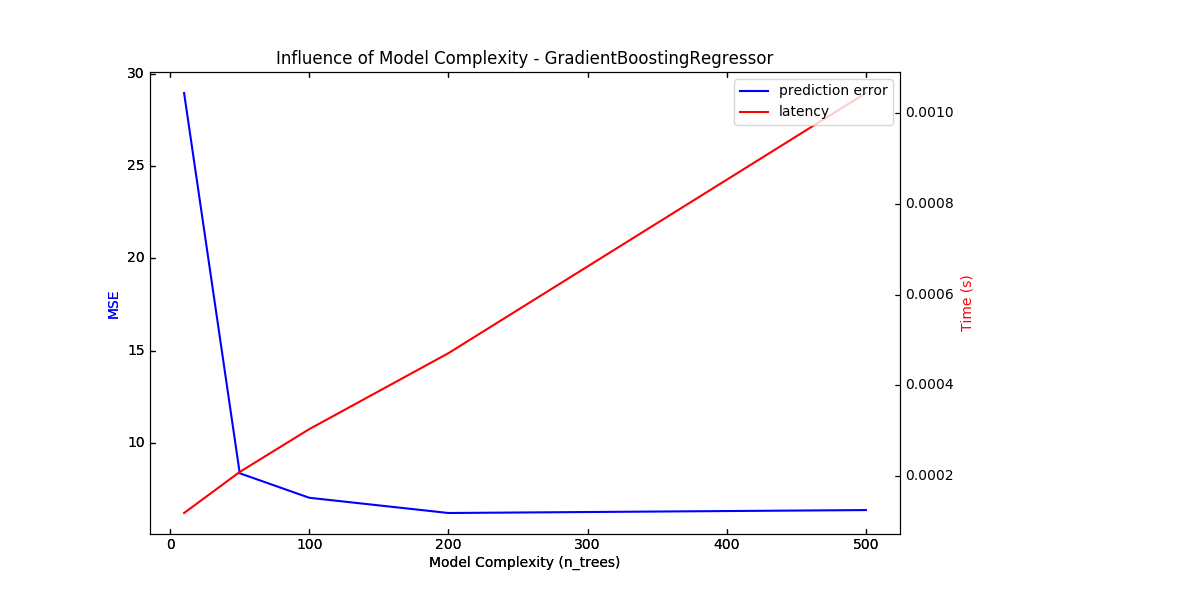 Influence of Model Complexity - GradientBoostingRegressor
prediction error
latency
30
25
20
15
10
MSE
0.0010
0.0008
0.0006
0.0004
0.0002
Time (s)
0 100 200 300 400 500
Model Complexity (n_trees)